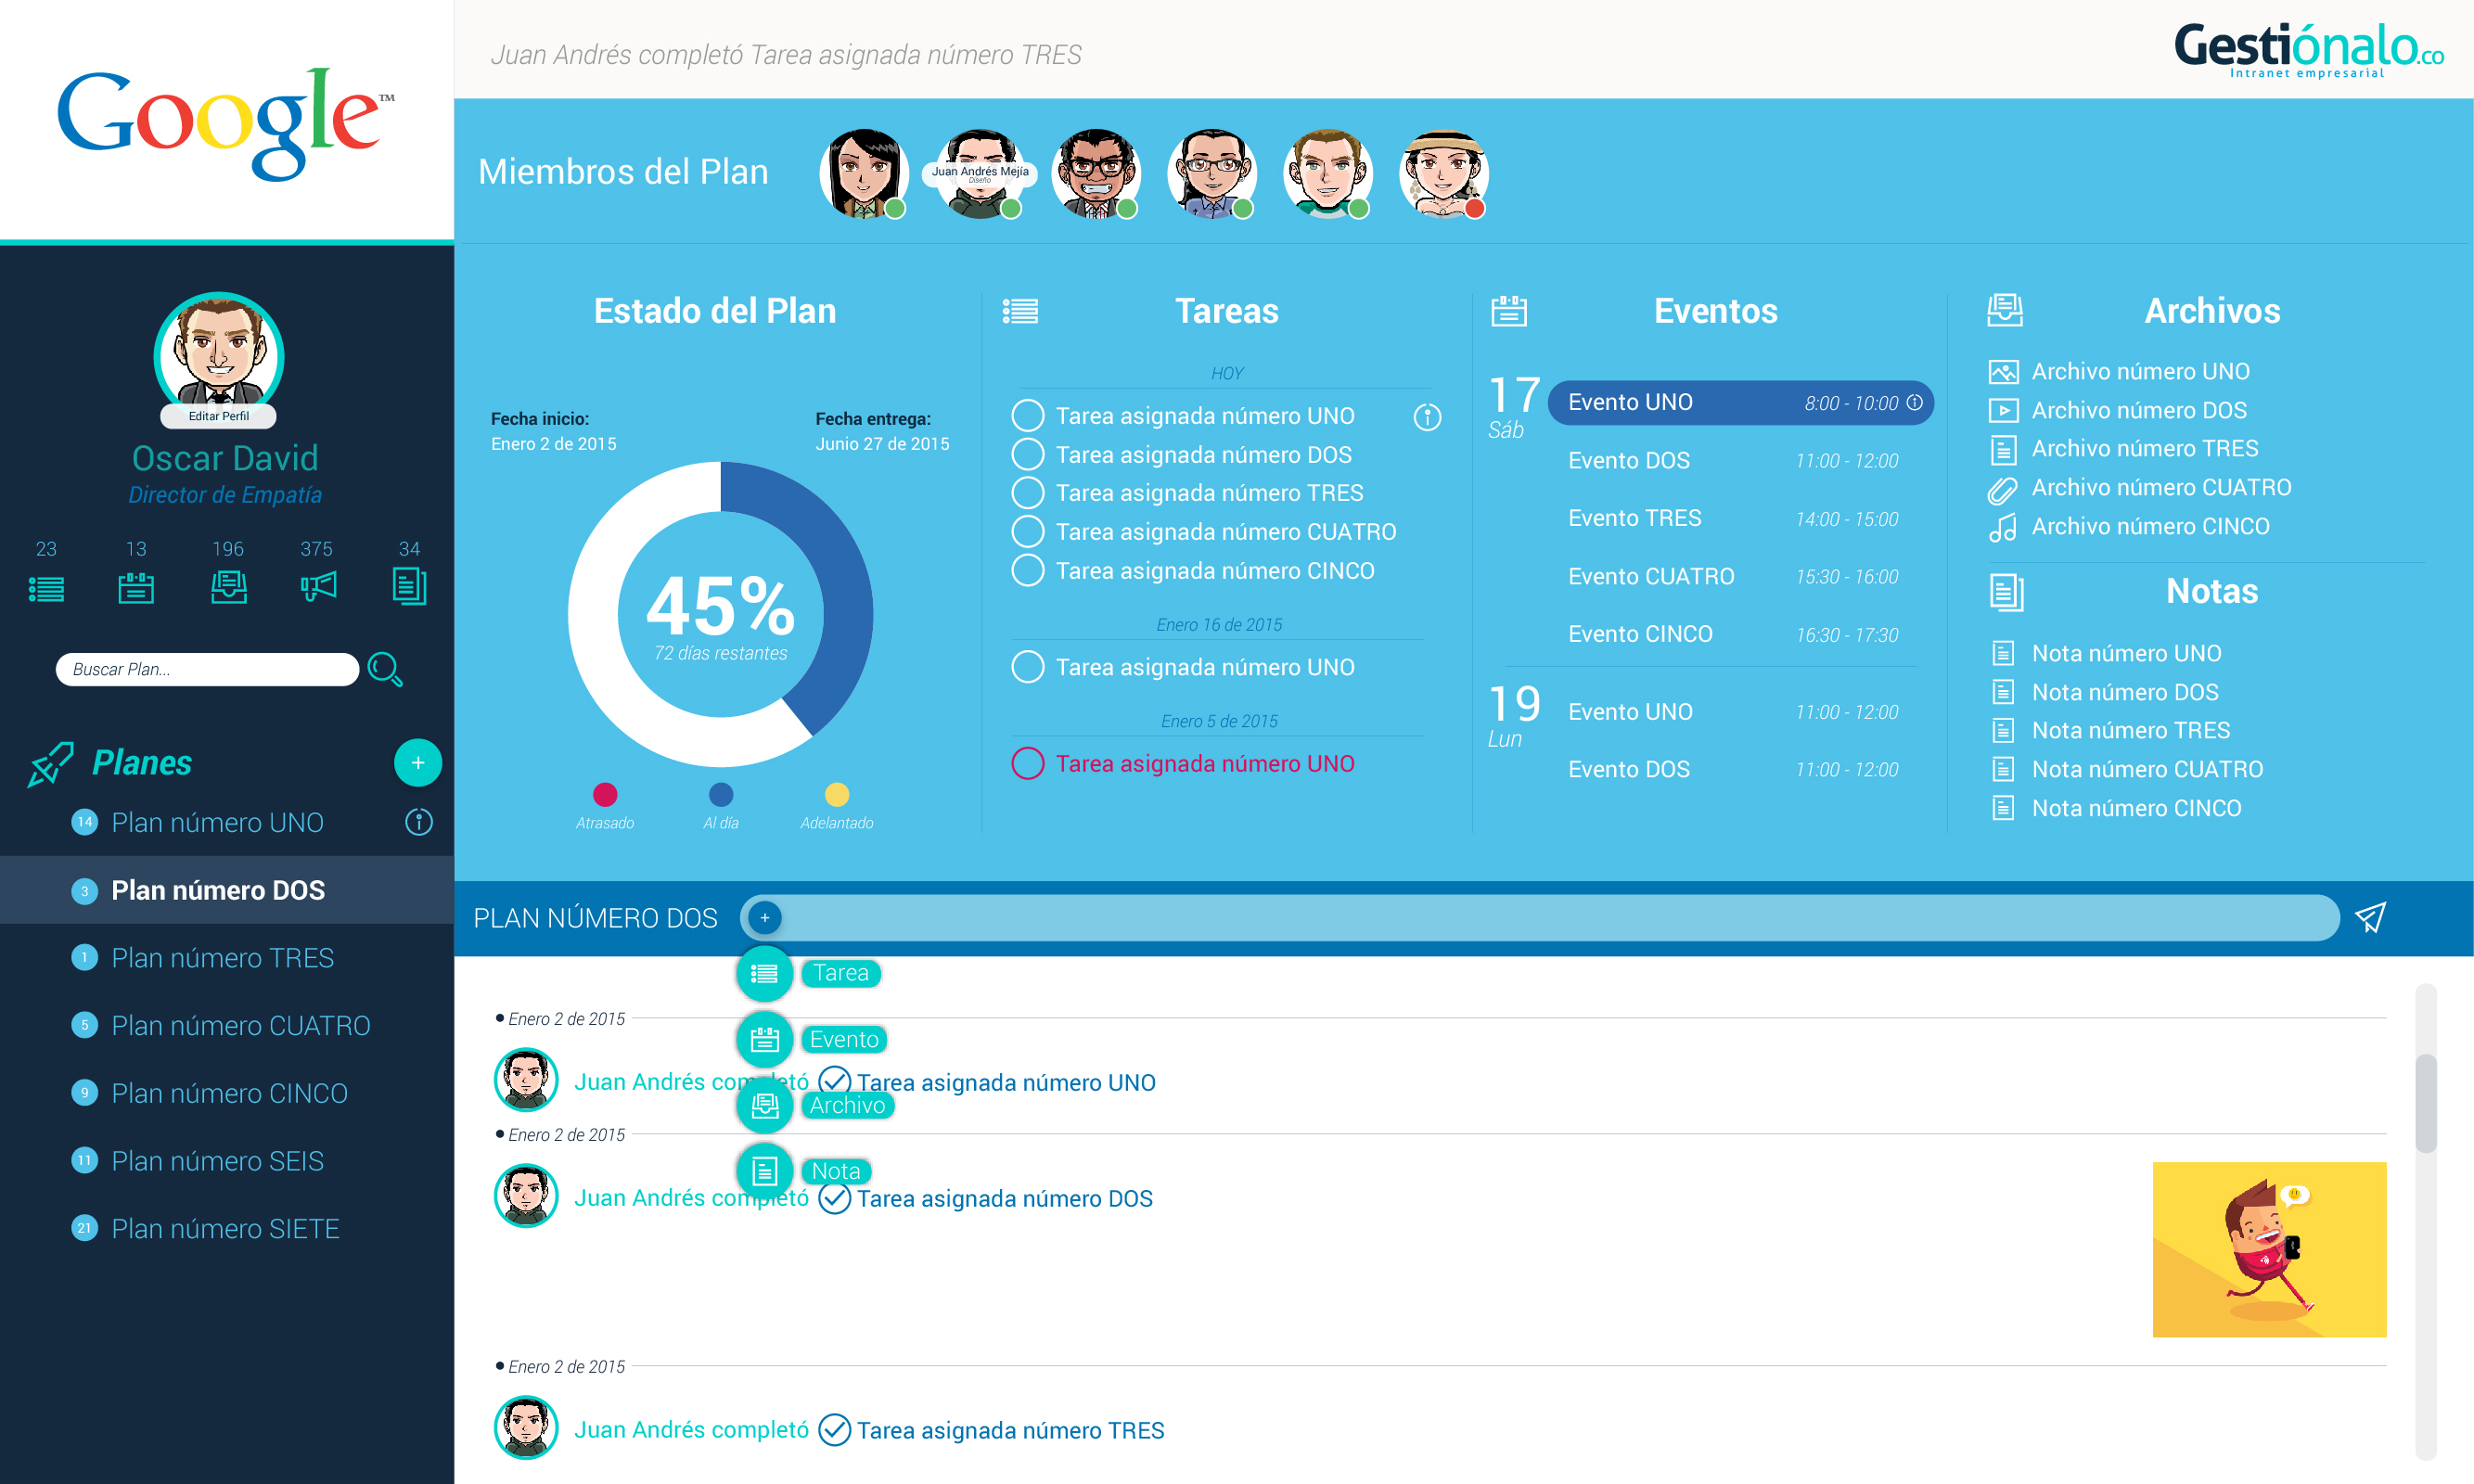 Google™
Juan Andrés completó Tarea asignada número TRES
Gestiónalo.co
Intranet empresarial
Miembros del Plan
Juan Andrés Mejía
Diseño
Editar Perfil
Oscar David
Director de Empatía
23 13 196 375 34
Buscar Plan...
Planes
+
14 Plan número UNO
3 Plan número DOS
1 Plan número TRES
5 Plan número CUATRO
9 Plan número CINCO
11 Plan número SEIS
21 Plan número SIETE
Estado del Plan
Fecha inicio:
Enero 2 de 2015
Fecha entrega:
Junio 27 de 2015
45%
72 días restantes
Atrasado
Al día
Adelantado
Tareas
HOY
Tarea asignada número UNO
Tarea asignada número DOS
Tarea asignada número TRES
Tarea asignada número CUATRO
Tarea asignada número CINCO
Enero 16 de 2015
Tarea asignada número UNO
Enero 5 de 2015
Tarea asignada número UNO
Eventos
17
Sáb
Evento UNO 8:00 - 10:00
Evento DOS 11:00 - 12:00
Evento TRES 14:00 - 15:00
Evento CUATRO 15:30 - 16:00
Evento CINCO 16:30 - 17:30
19
Lun
Evento UNO 11:00 - 12:00
Evento DOS 11:00 - 12:00
Archivos
Archivo número UNO
Archivo número DOS
Archivo número TRES
Archivo número CUATRO
Archivo número CINCO
Notas
Nota número UNO
Nota número DOS
Nota número TRES
Nota número CUATRO
Nota número CINCO
PLAN NÚMERO DOS
+
Tarea
Evento
Archivo
Nota
Enero 2 de 2015
Juan Andrés completó Tarea asignada número UNO
Enero 2 de 2015
Juan Andrés completó Tarea asignada número DOS
Enero 2 de 2015
Juan Andrés completó Tarea asignada número TRES